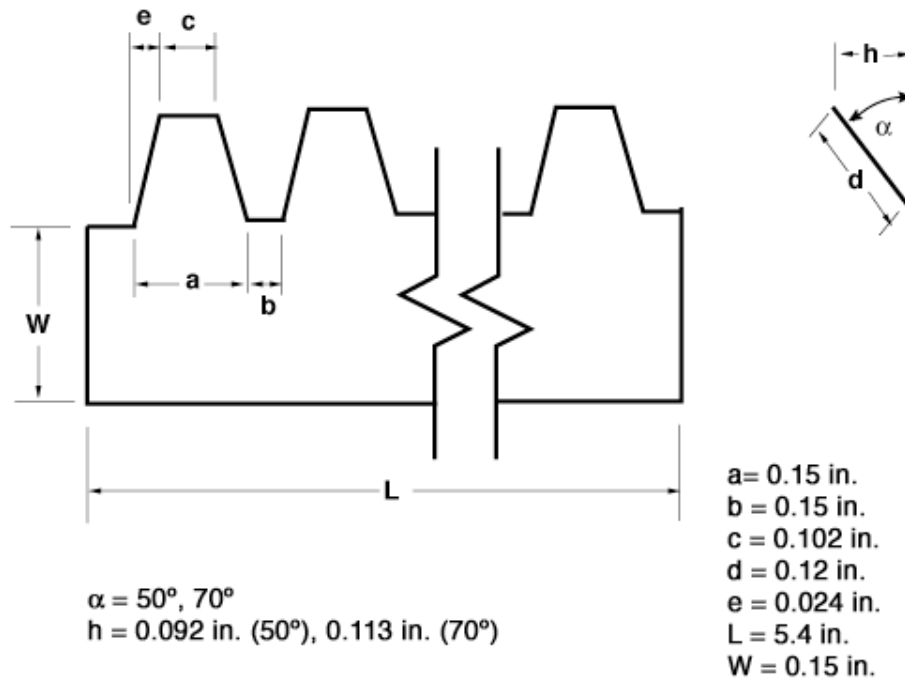 e c
h
α
d
a
b
W
L
a= 0.15 in.
b = 0.15 in.
c = 0.102 in.
d = 0.12 in.
e = 0.024 in.
L = 5.4 in.
W = 0.15 in.
α = 50º, 70º
h = 0.092 in. (50º), 0.113 in. (70º)